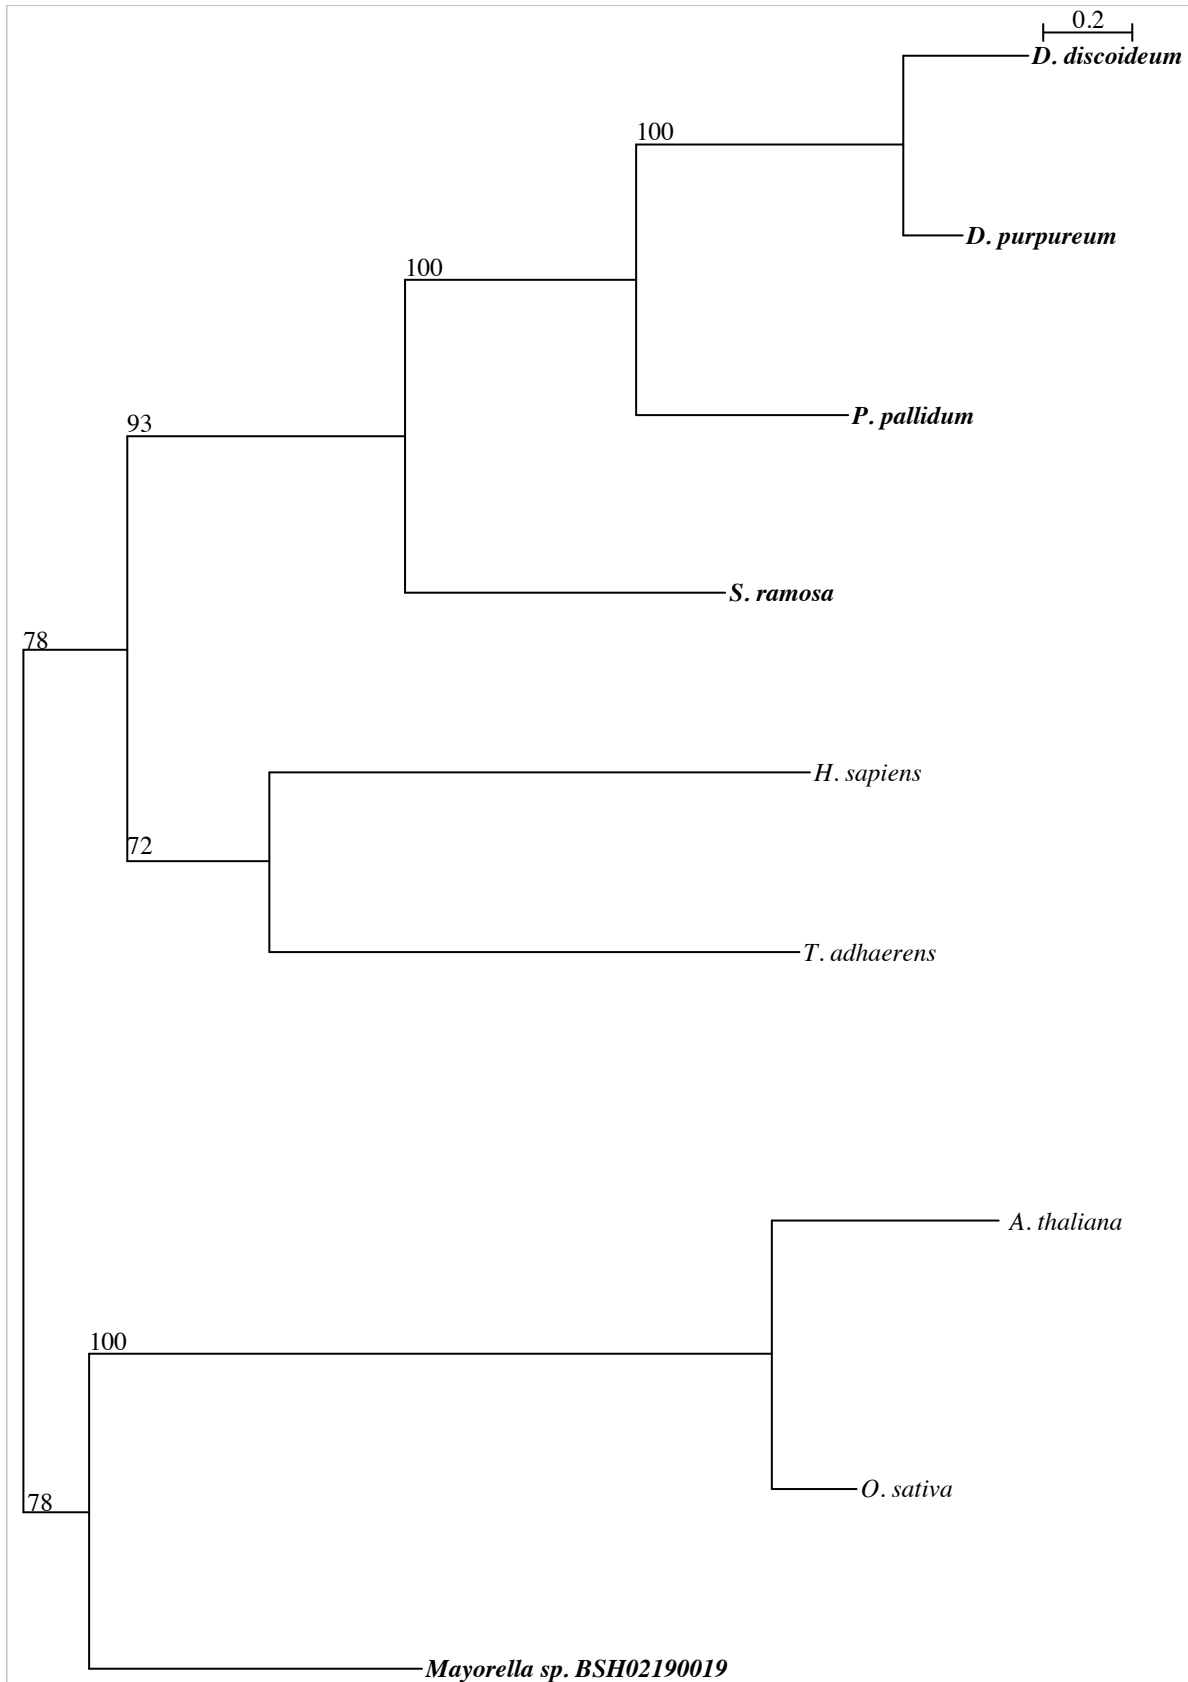 0.2
D. discoideum
100
D. purpureum
100
P. pallidum
93
S. ramosa
78
H. sapiens
72
T. adhaerens
A. thaliana
100
O. sativa
78
Mayorella sp. BSH02190019